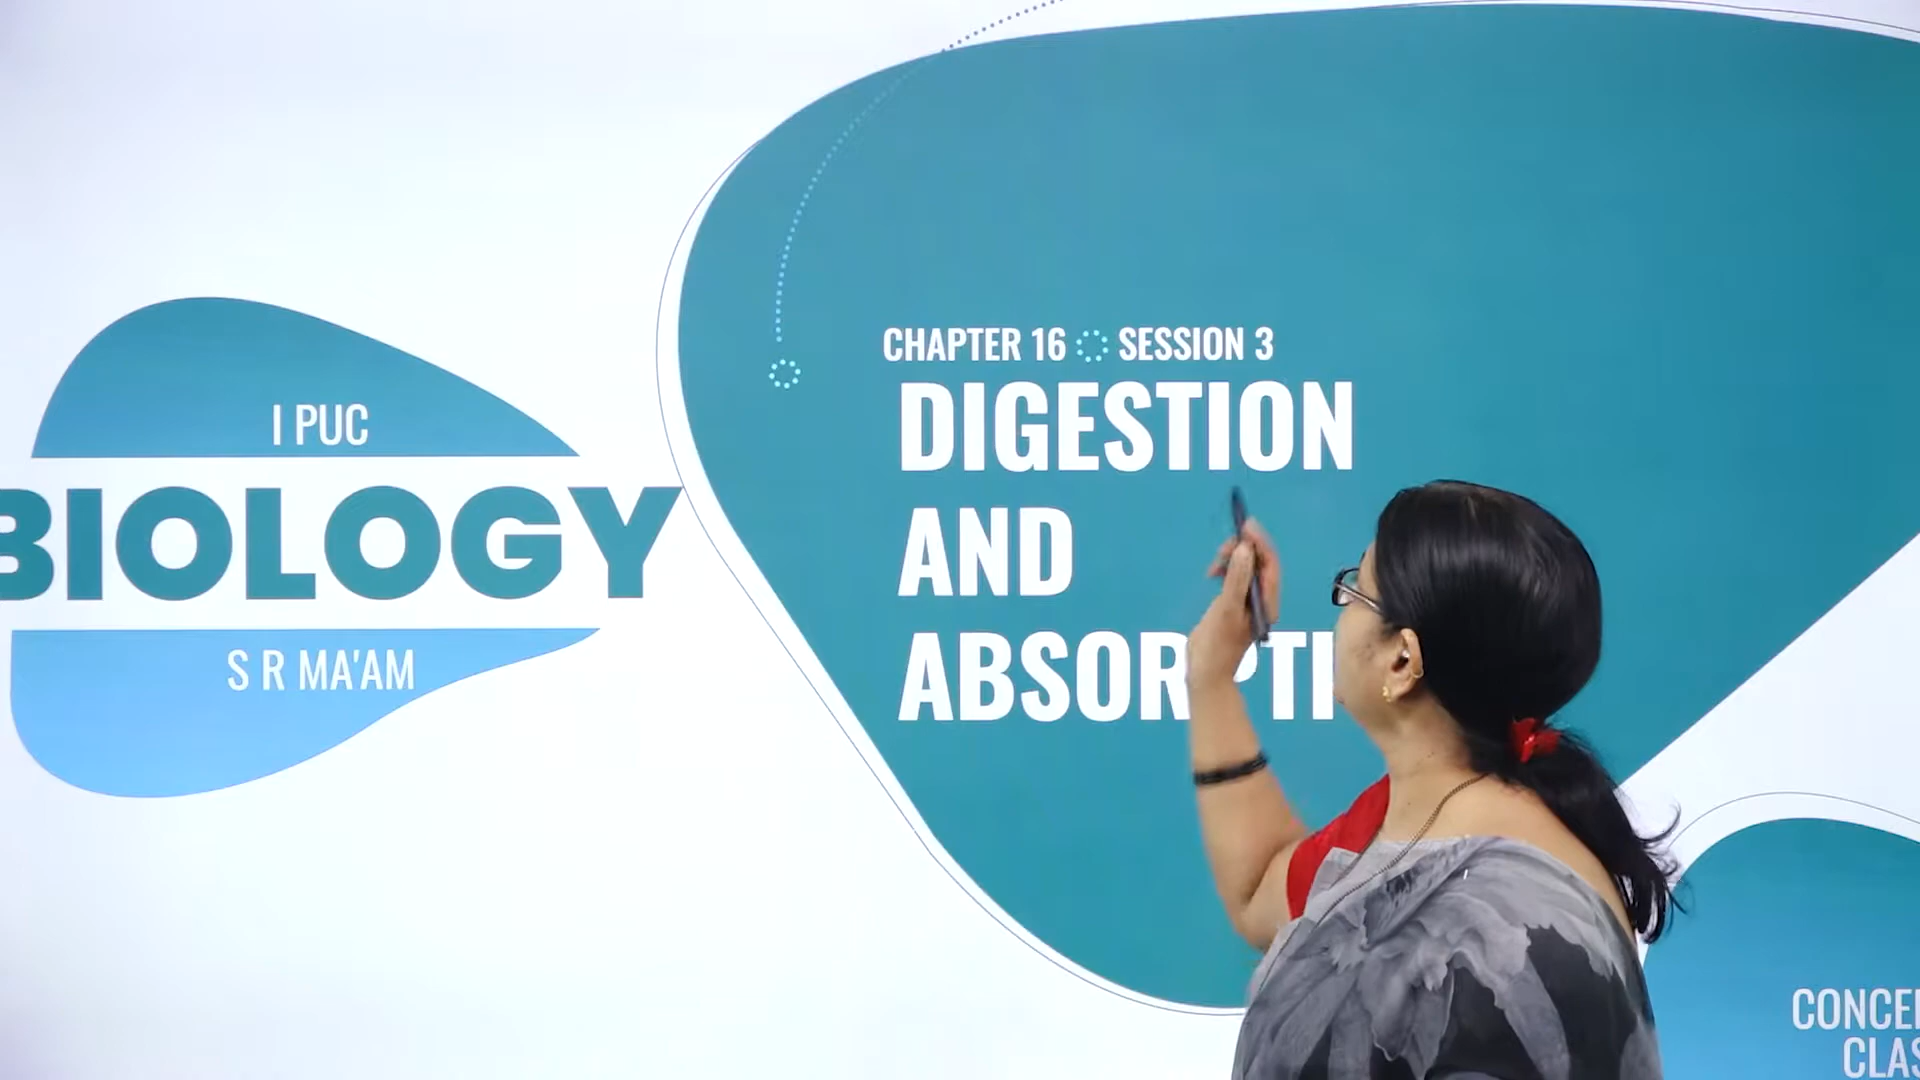 I PUC
BIOLOGY
S R MA'AM
CHAPTER 16 SESSION 3
DIGESTION
AND